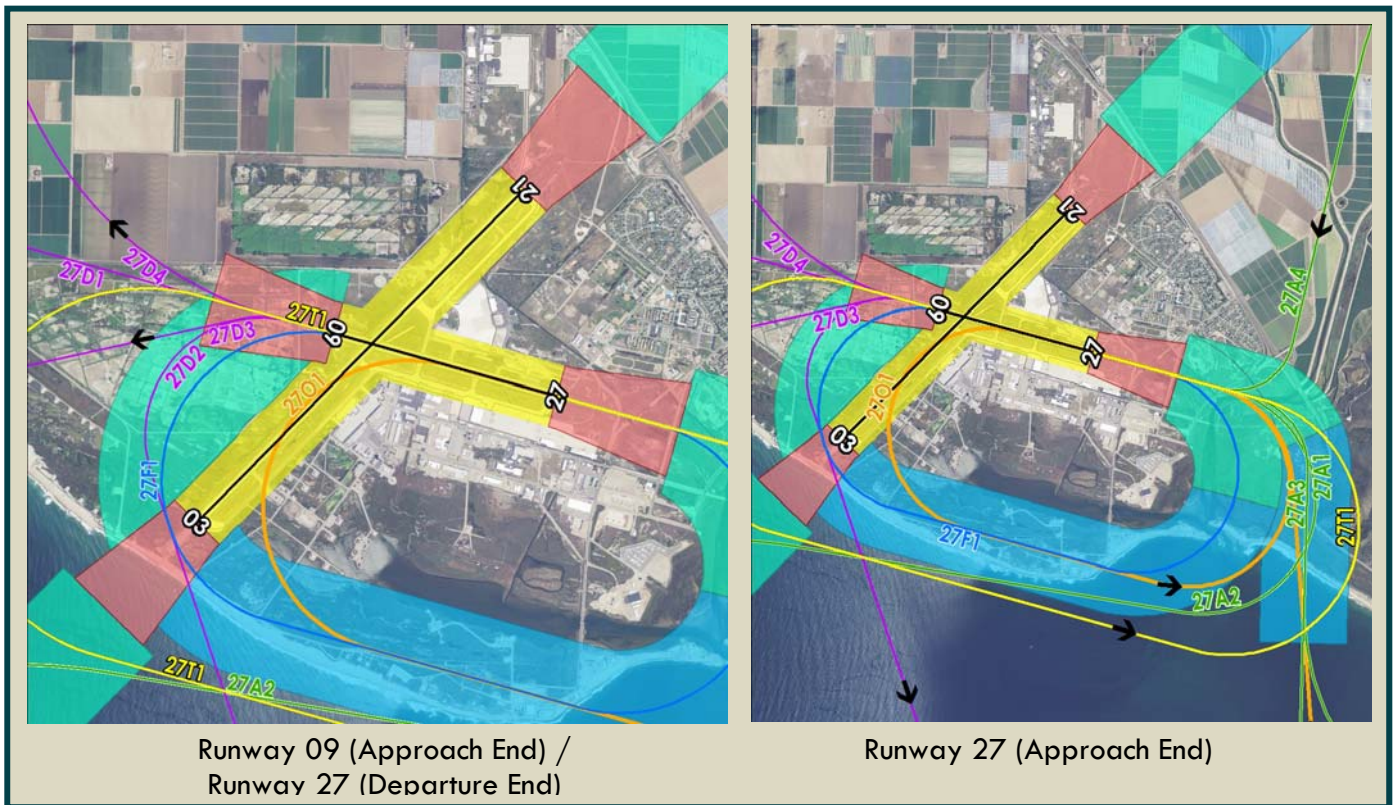 21
27D4
27D1
27T1
09
27D3
27D2
27O1
27
27F1
03
27T1
27A2
Runway 09 (Approach End) /
Runway 27 (Departure End)
21
27A4
27D4
09
27D3
27
27O1
03
27A1
27A3
27F1
27T1
27A2
Runway 27 (Approach End)